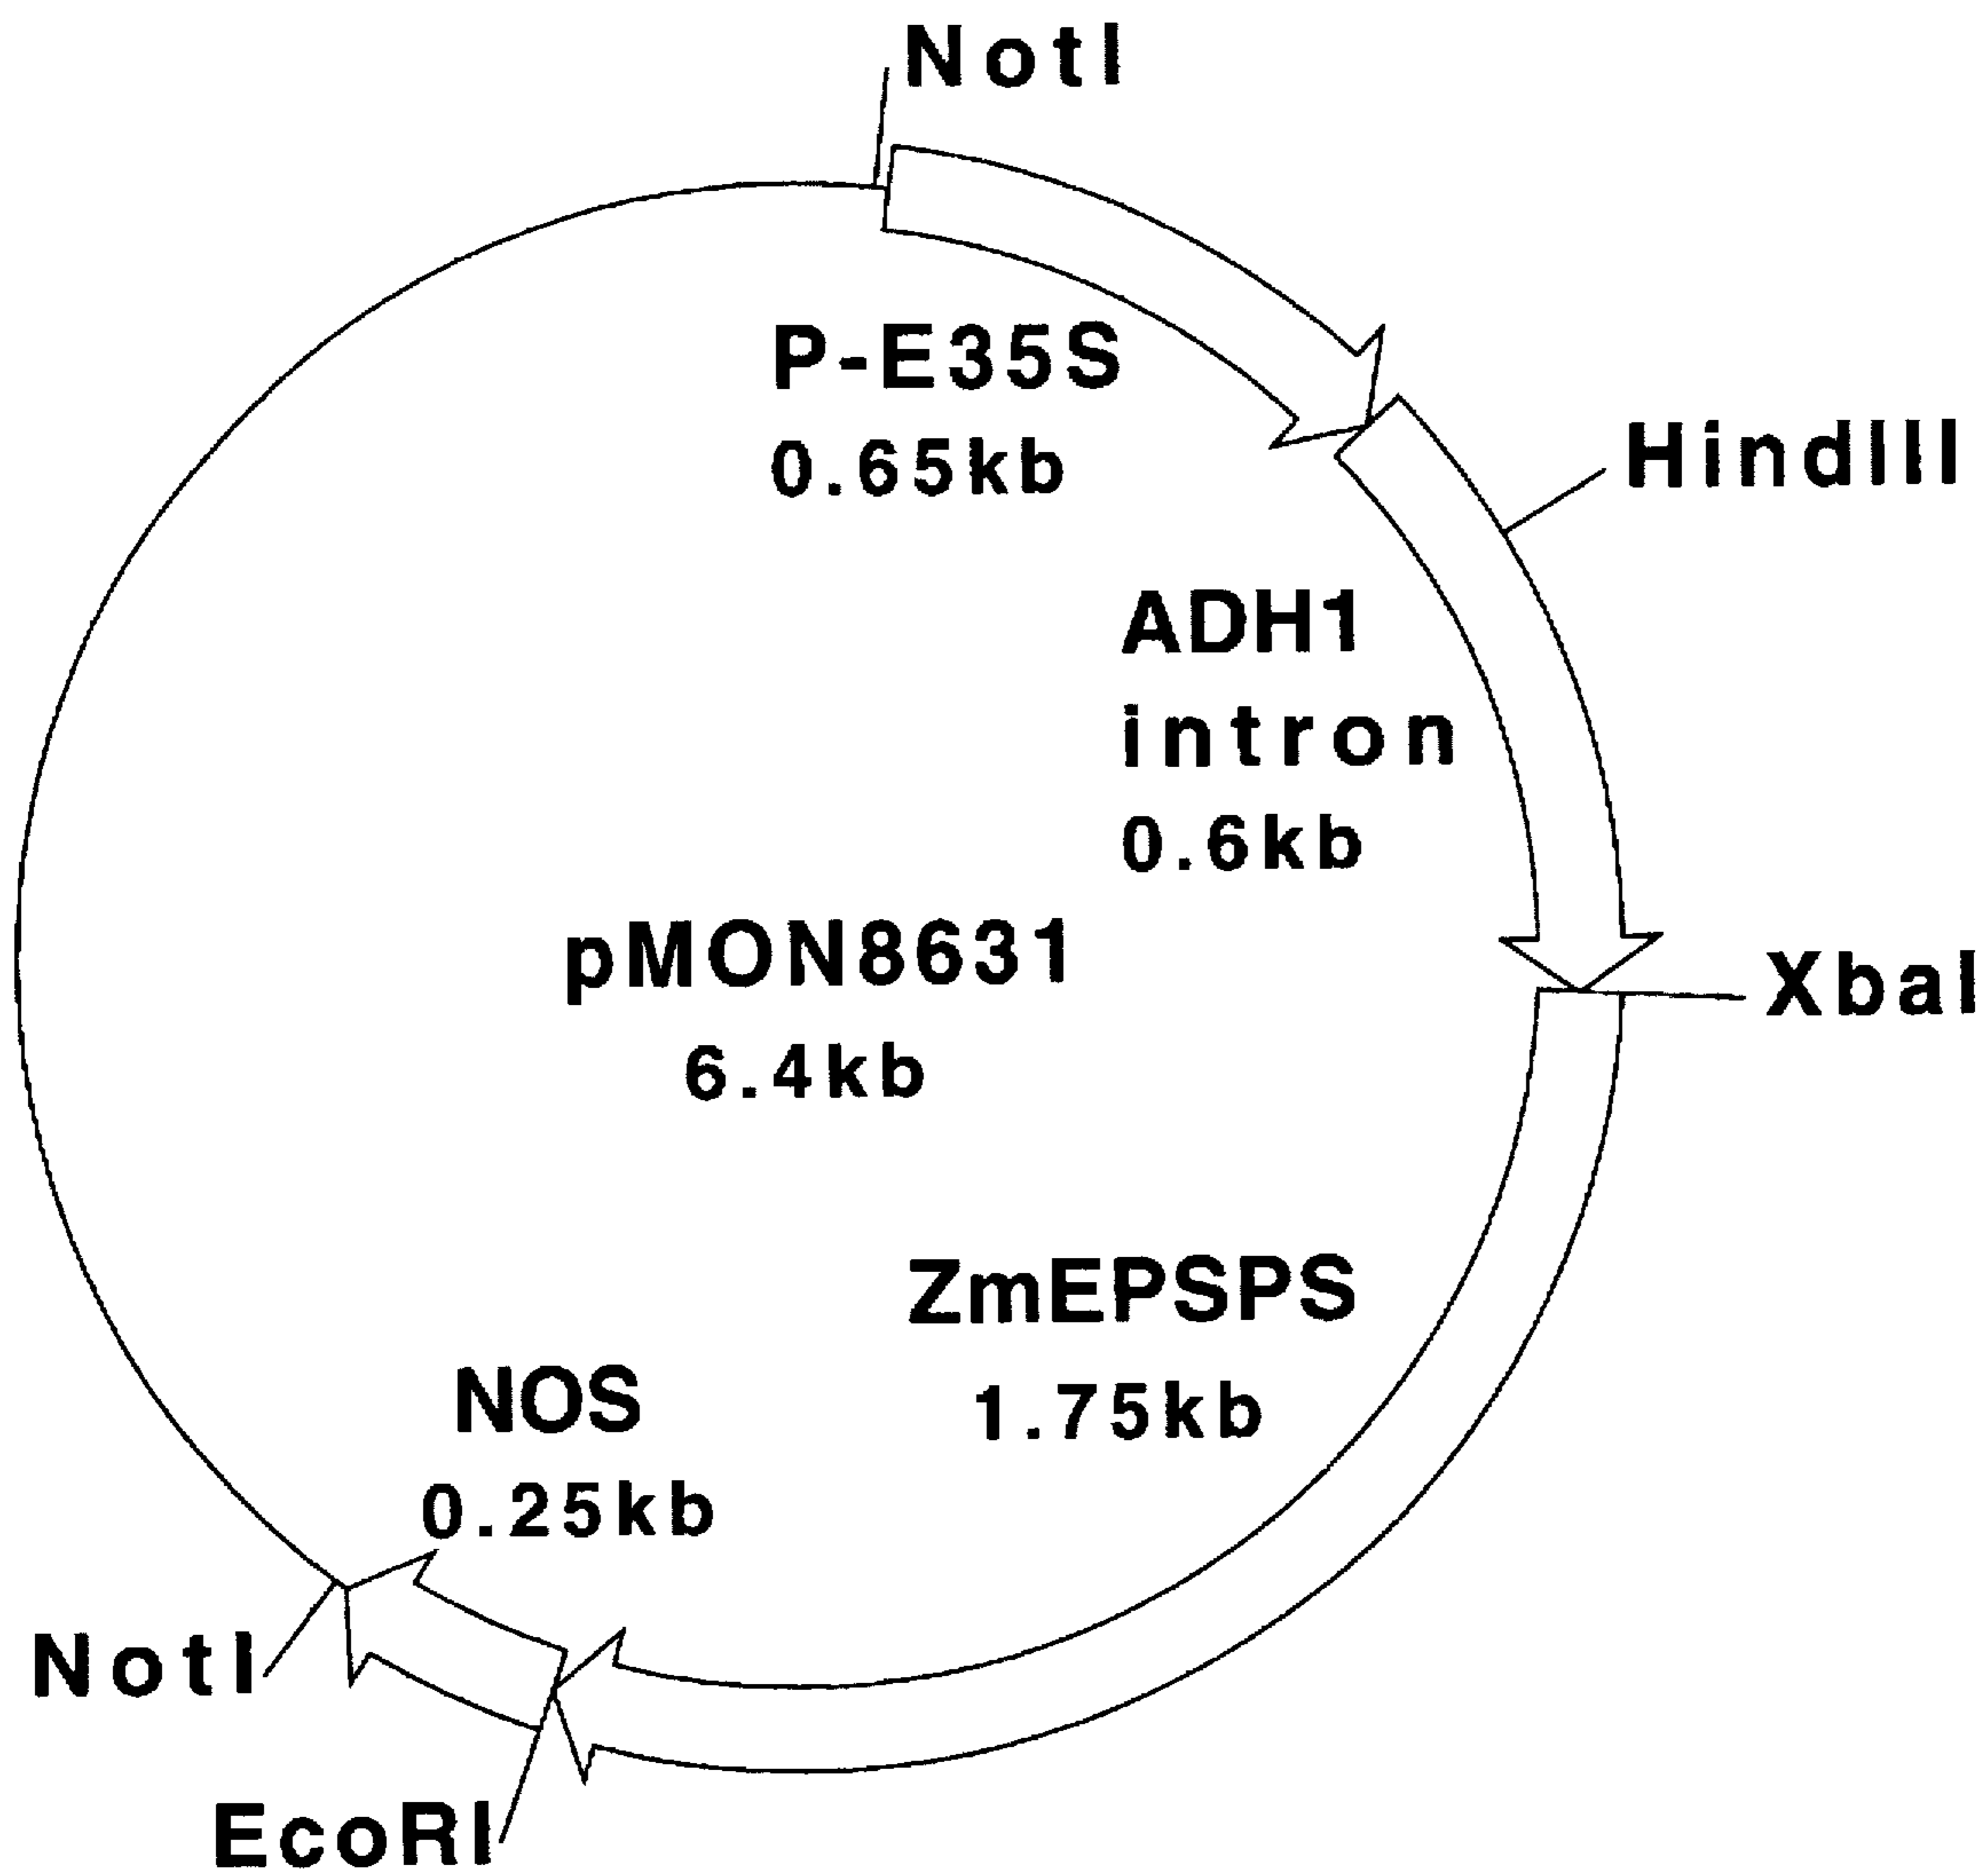 NotI
P-E35S
0.65kb
HindIII
ADH1
intron
0.6kb
pMON8631
6.4kb
XbaI
ZmEPSPS
1.75kb
NOS
0.25kb
NotI
EcoRI